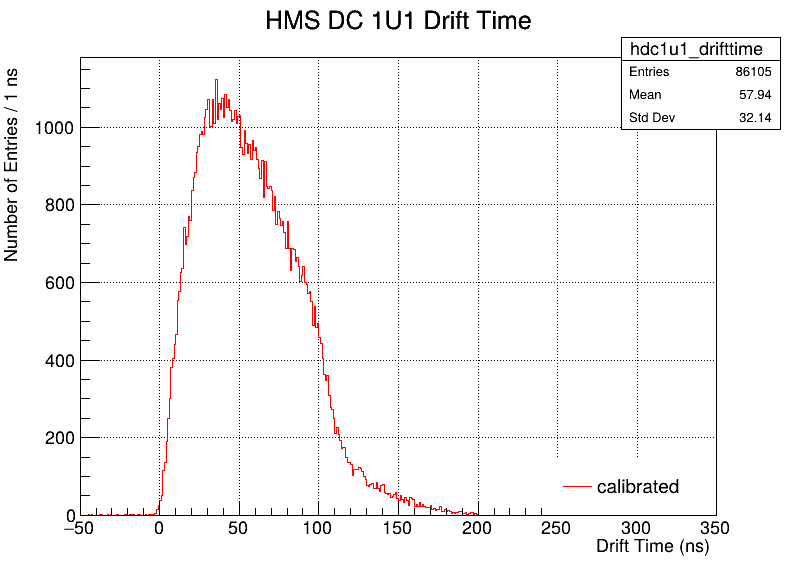 HMS DC 1U1 Drift Time
hdc1u1_drifttime
Entries 86105
Mean 57.94
Std Dev 32.14
Number of Entries / 1 ns
1000
800
600
400
200
0
calibrated
−50 0 50 100 150 200 250 300 350
Drift Time (ns)